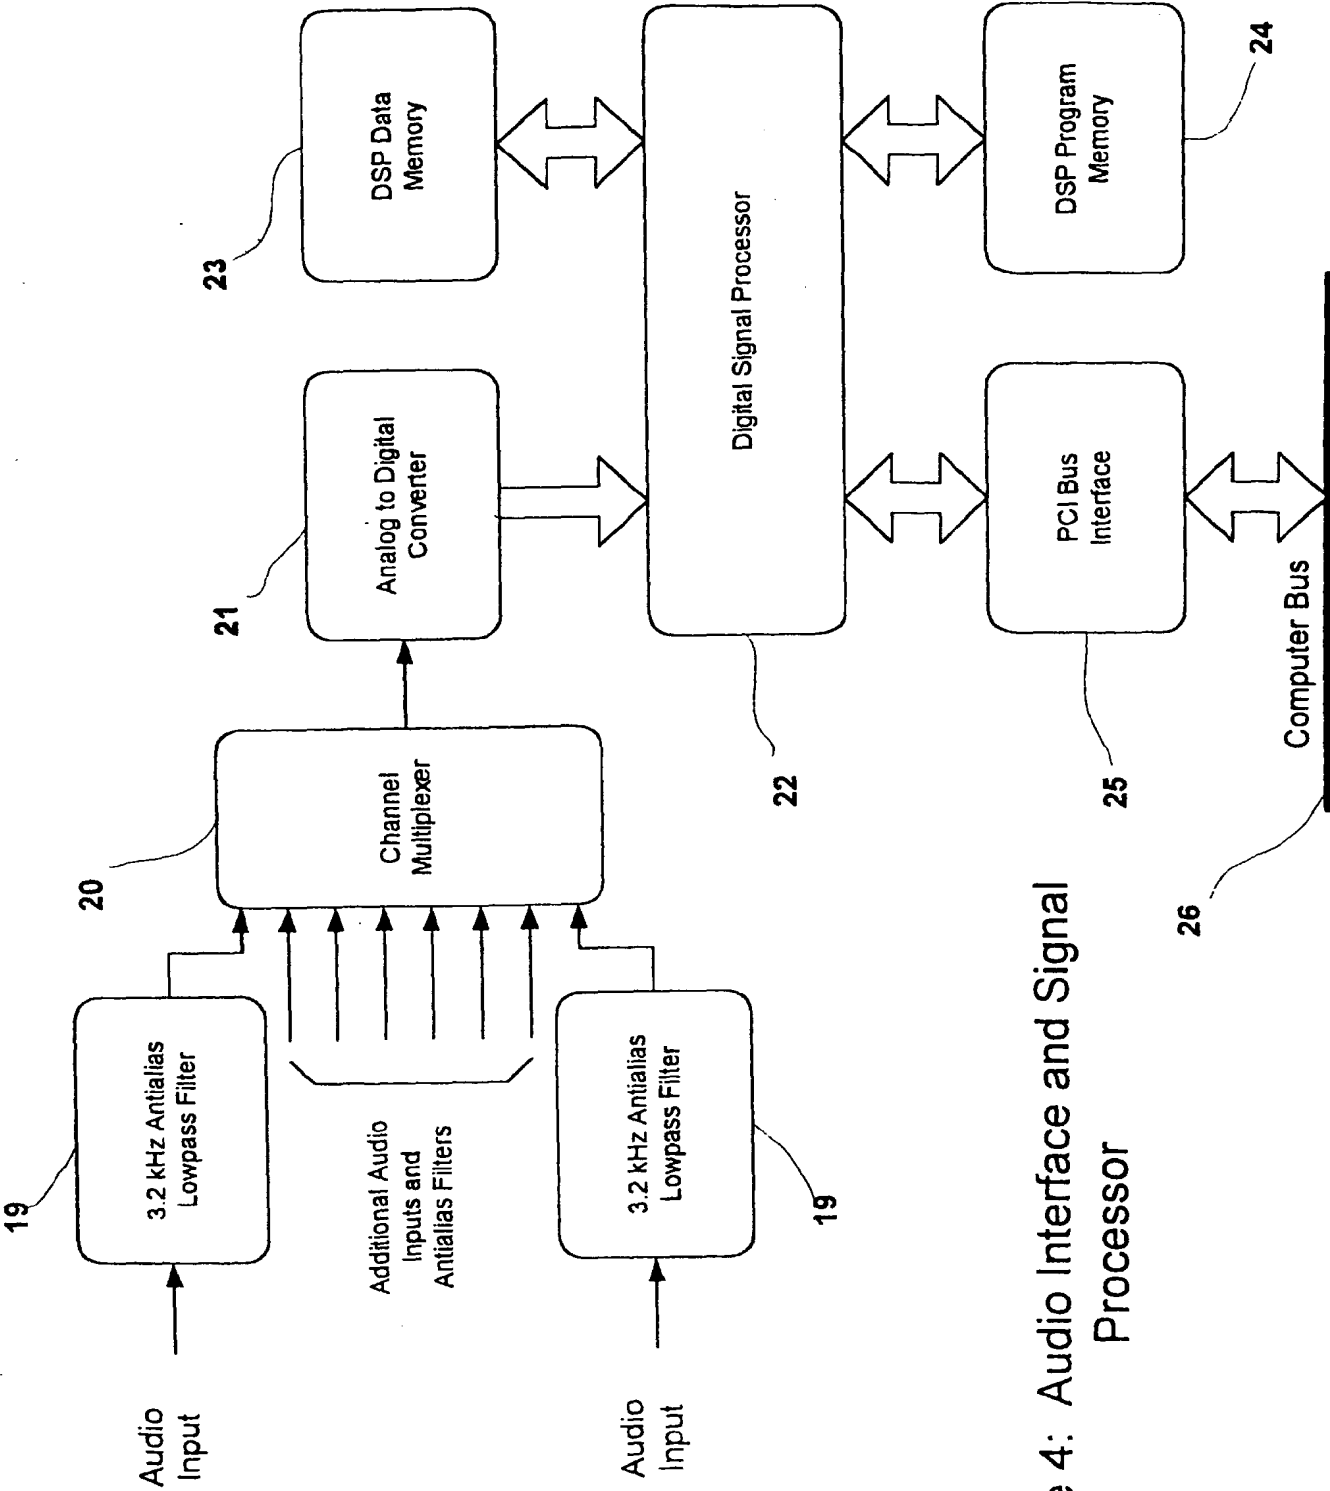 Audio
Input
19
3.2 kHz Antialias
Lowpass Filter
Additional Audio
Inputs and
Antialias Filters
Audio
Input
3.2 kHz Antialias
Lowpass Filter
19
20
Channel
Multiplexer
21
Analog to Digital
Converter
23
DSP Data
Memory
22
Digital Signal Processor
25
PCI Bus
Interface
DSP Program
Memory
24
26
Computer Bus
4: Audio Interface and Signal
Processor